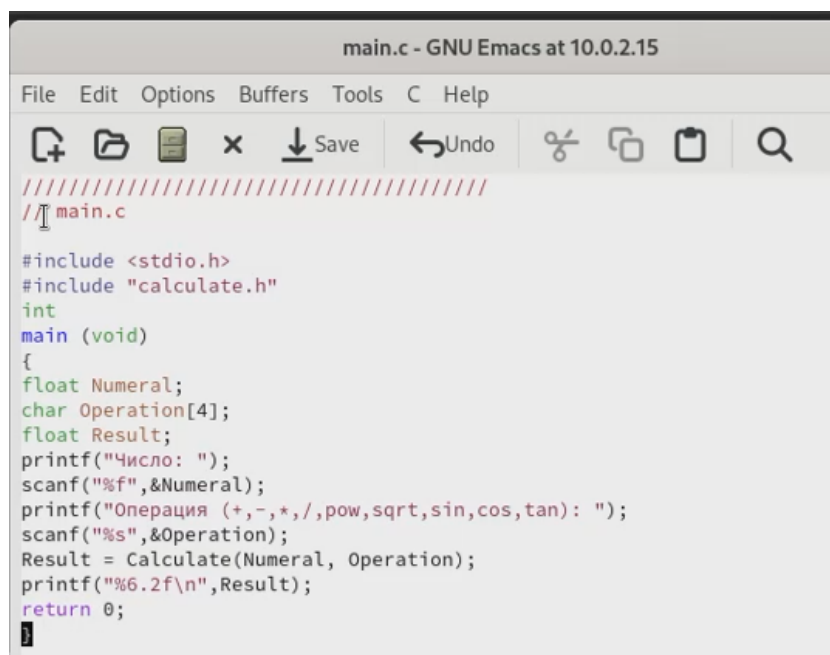 main.c - GNU Emacs at 10.0.2.15
File Edit Options Buffers Tools C Help
Save Undo
////////////////////////////////////////
// main.c
#include <stdio.h>
#include "calculate.h"
int
main (void)
{
float Numeral;
char Operation[4];
float Result;
printf("Число: ");
scanf("%f",&Numeral);
printf("Операция (+,-,*,/,pow,sqrt,sin,cos,tan): ");
scanf("%s",&Operation);
Result = Calculate(Numeral, Operation);
printf("%6.2f\n",Result);
return 0;
}